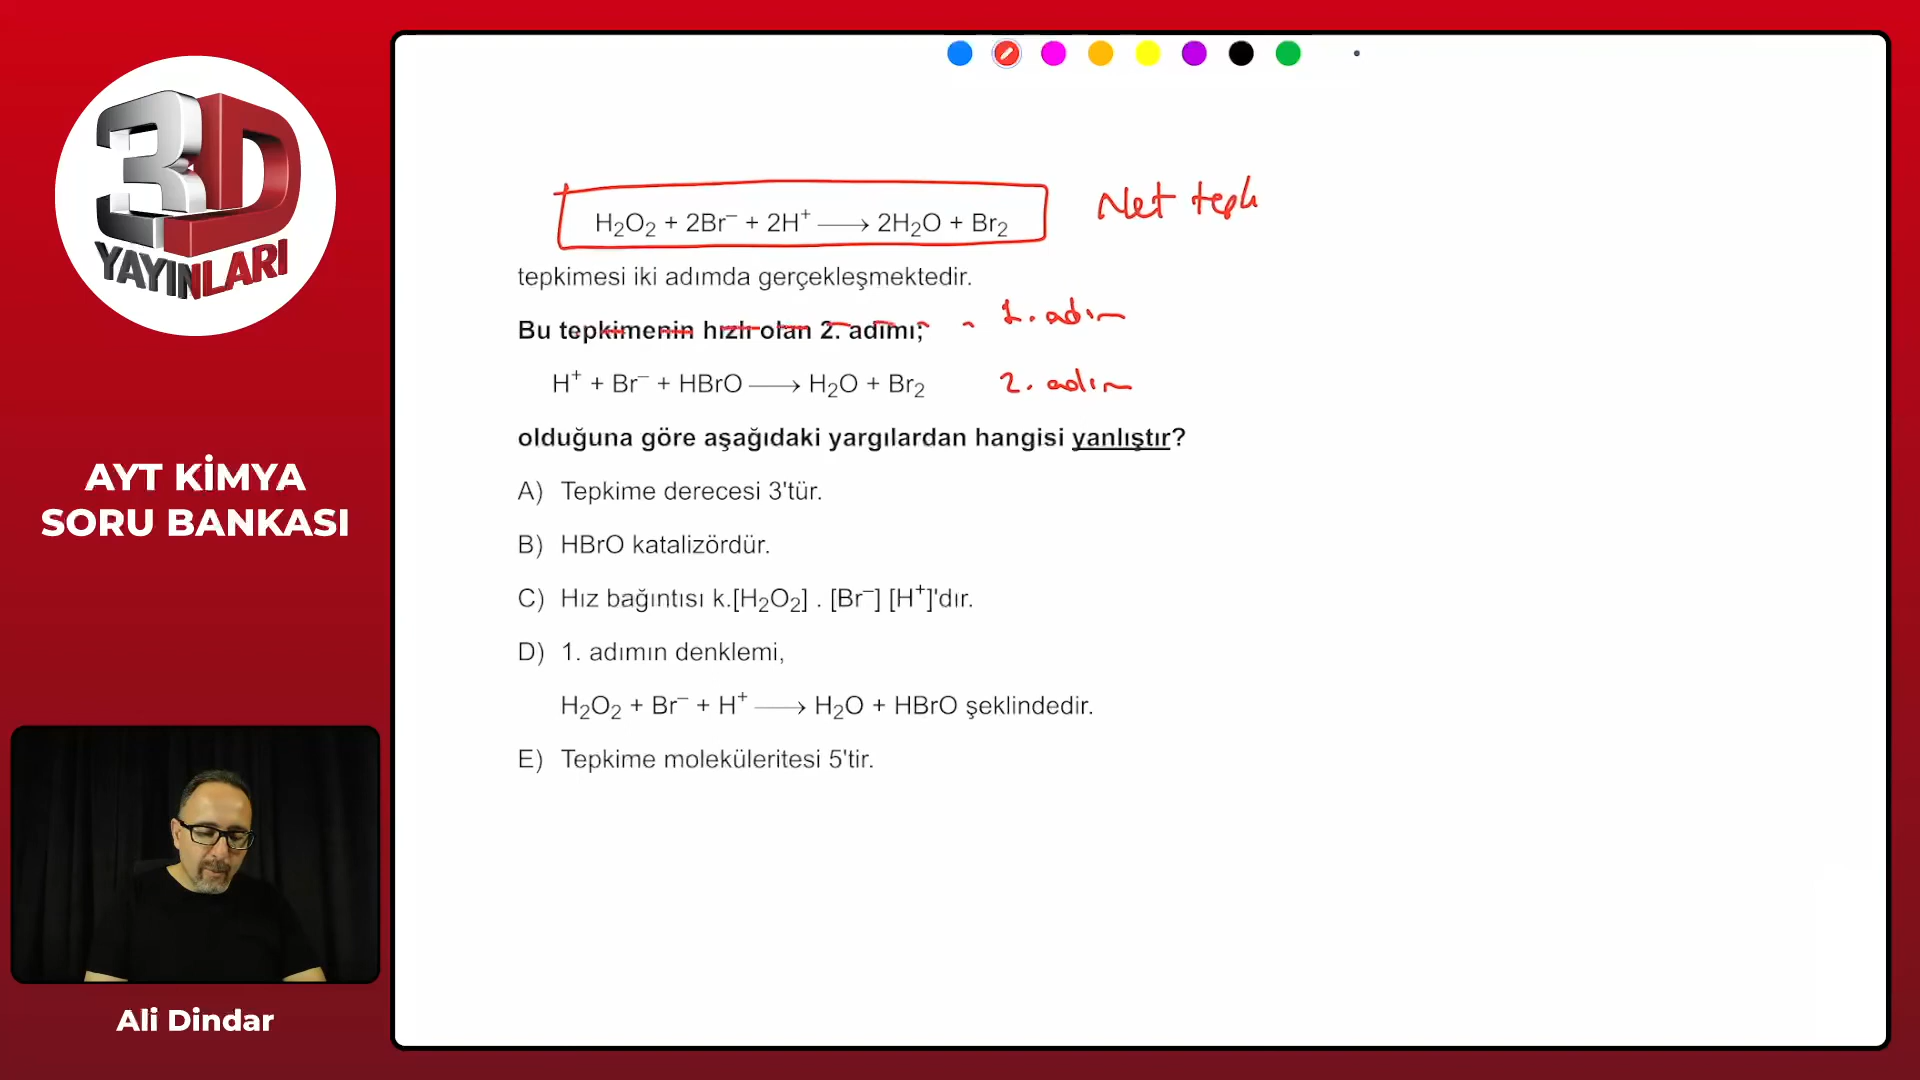 3D
YAYINLARI
AYT KİMYA
SORU BANKASI
Ali Dindar
H₂O₂ + 2Br⁻ + 2H⁺ ⟶ 2H₂O + Br₂
Net tepk
tepkimesi iki adımda gerçekleşmektedir.
Bu tepkimenin hızlı olan 2. adımı;
1. adım
H⁺ + Br⁻ + HBrO ⟶ H₂O + Br₂
2. adım
olduğuna göre aşağıdaki yargılardan hangisi yanlıştır?
A) Tepkime derecesi 3'tür.
B) HBrO katalizördür.
C) Hız bağıntısı k.[H₂O₂] . [Br⁻] [H⁺]'dır.
D) 1. adımın denklemi,
H₂O₂ + Br⁻ + H⁺ ⟶ H₂O + HBrO şeklindedir.
E) Tepkime moleküleritesi 5'tir.